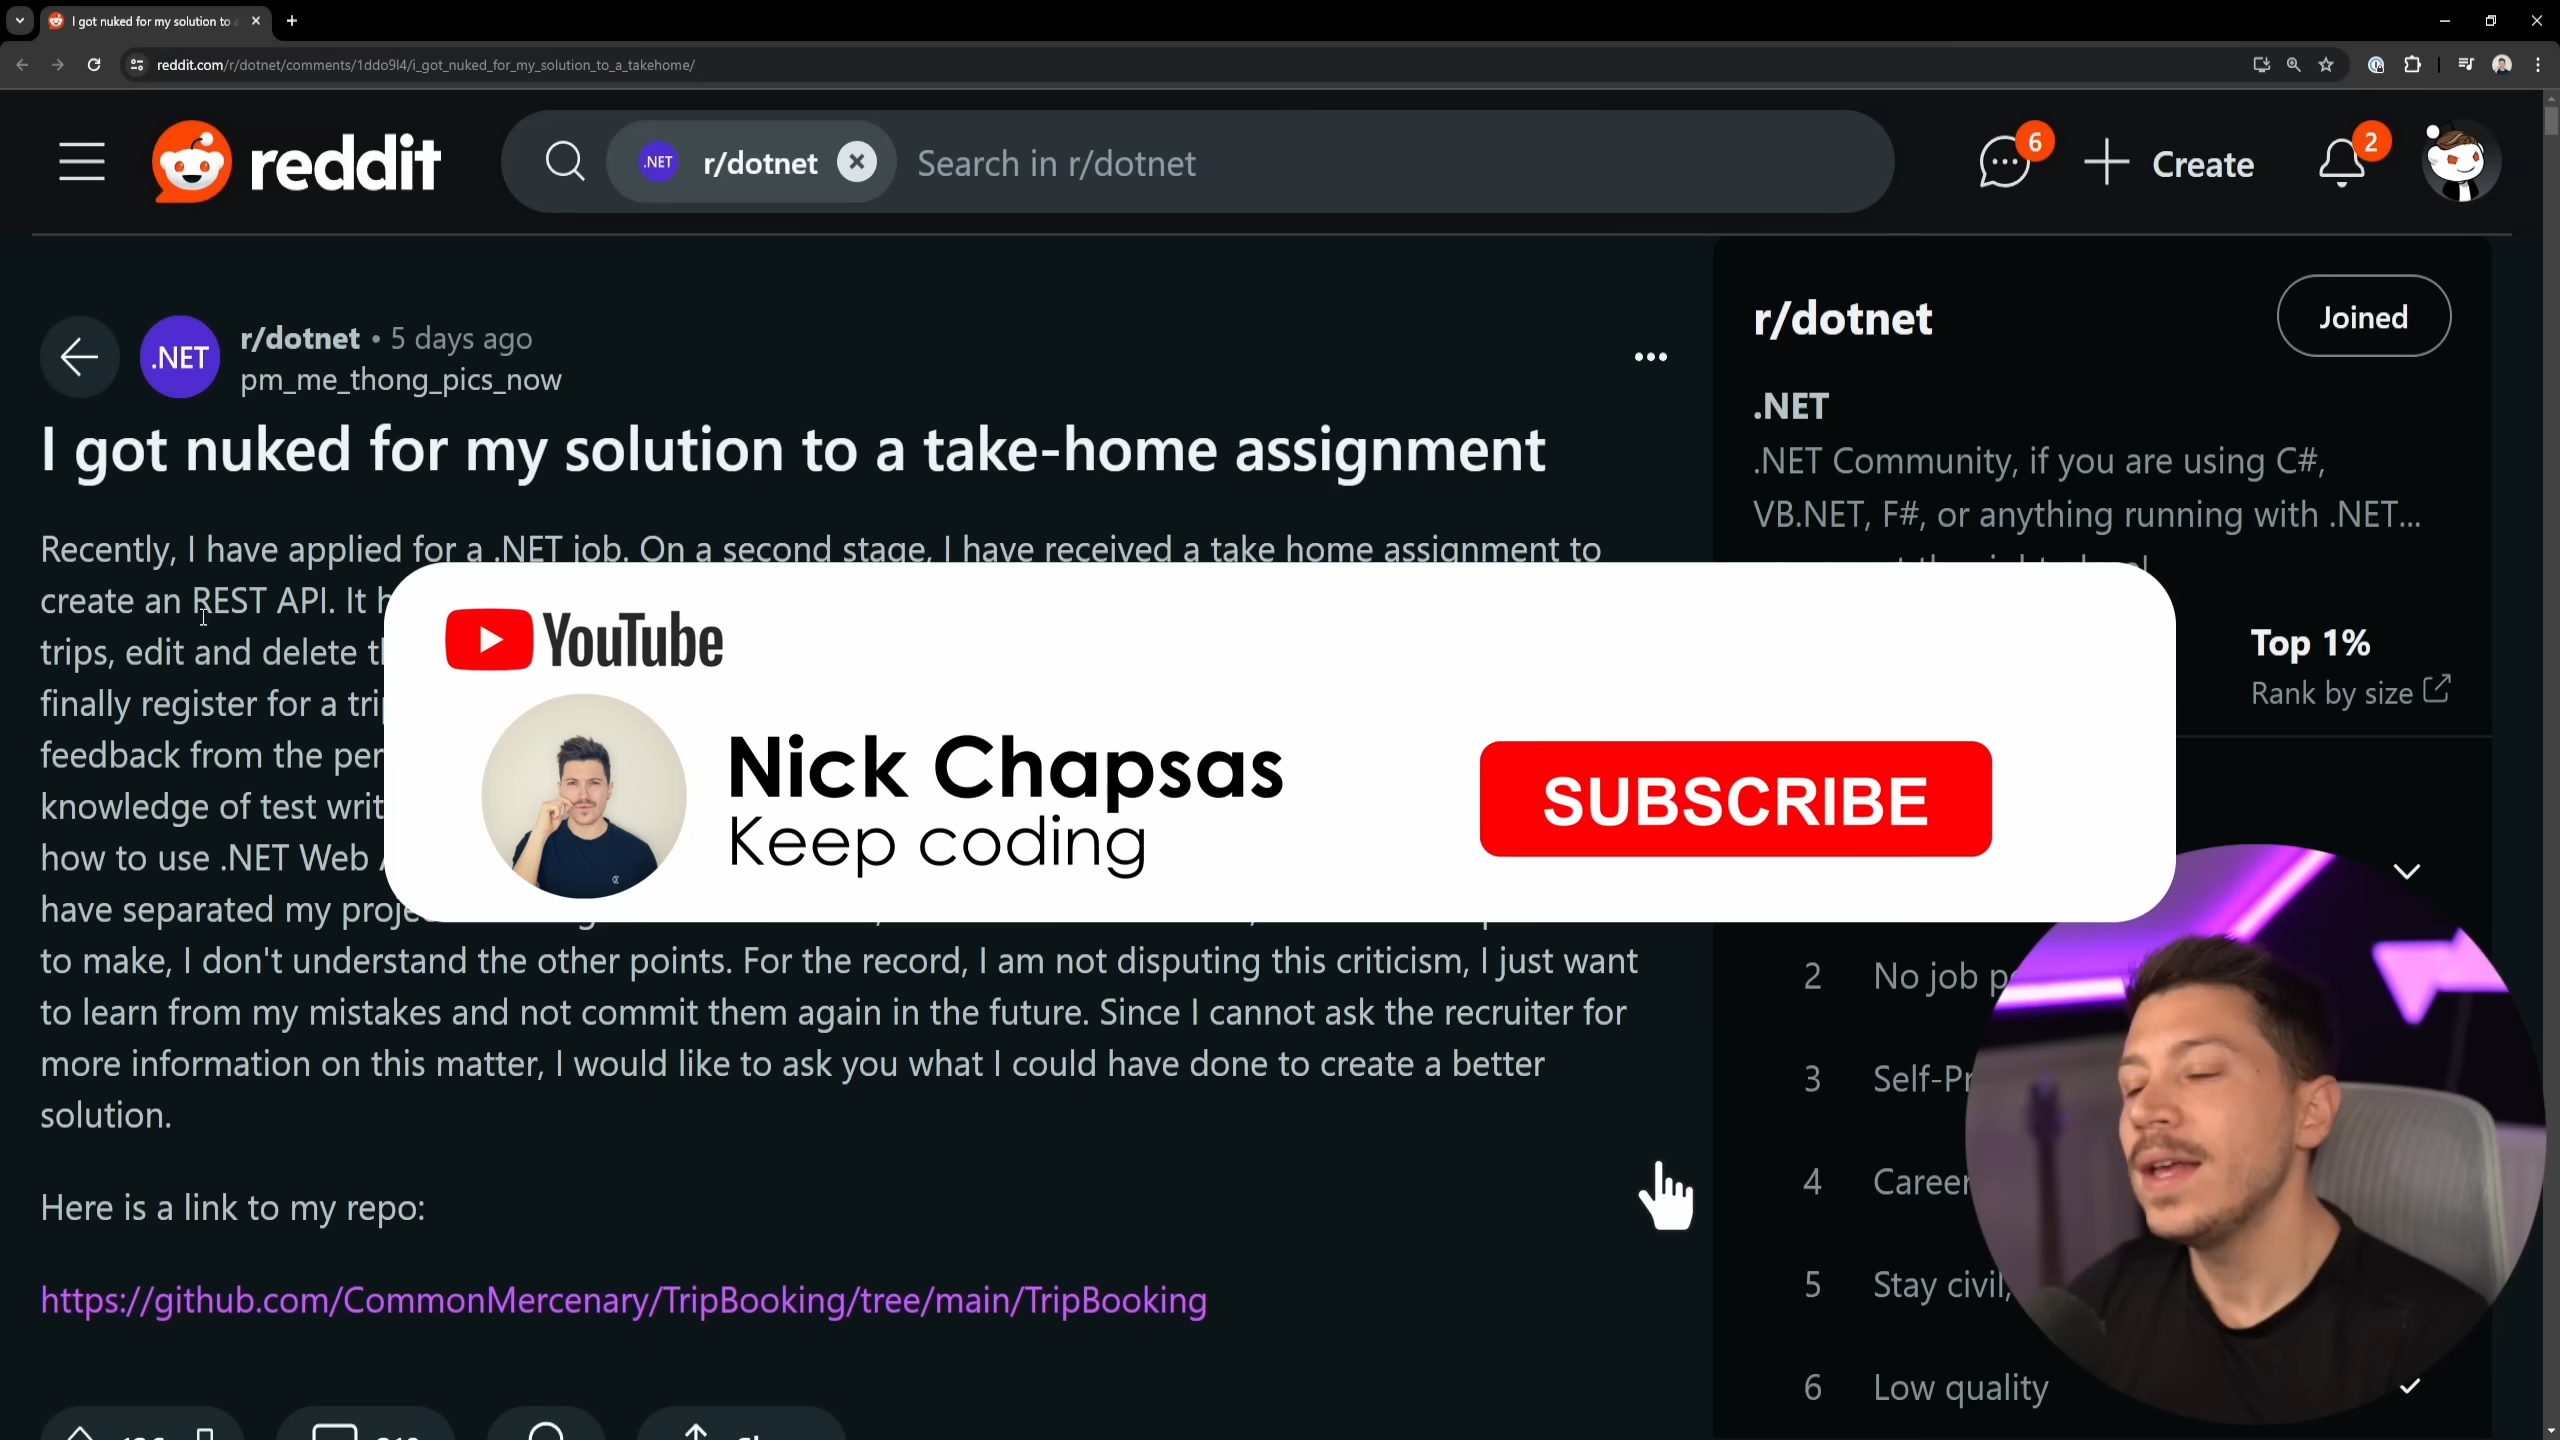 I got nuked for my solution to a
reddit.com/r/dotnet/comments/1ddo9l4/i_got_nuked_for_my_solution_to_a_takehome/
reddit
.NET r/dotnet Search in r/dotnet
6
Create
2
r/dotnet • 5 days ago
.NET
pm_me_thong_pics_now
I got nuked for my solution to a take-home assignment
Recently, I have applied for a .NET job. On a second stage, I have received a take home assignment to
create an REST API. It
trips, edit and delete
finally register for a
feedback from the
knowledge of test
how to use .NET Web
have separated my
to make, I don't understand the other points. For the record, I am not disputing this criticism, I just want
to learn from my mistakes and not commit them again in the future. Since I cannot ask the recruiter for
more information on this matter, I would like to ask you what I could have done to create a better
solution.
Here is a link to my repo:
https://github.com/CommonMercenary/TripBooking/tree/main/TripBooking
YouTube
Nick Chapsas
Keep coding
SUBSCRIBE
r/dotnet
Joined
.NET
.NET Community, if you are using C#,
VB.NET, F#, or anything running with .NET...
Top 1%
Rank by size
2 No job
3
4
5 Stay civil,
6 Low quality